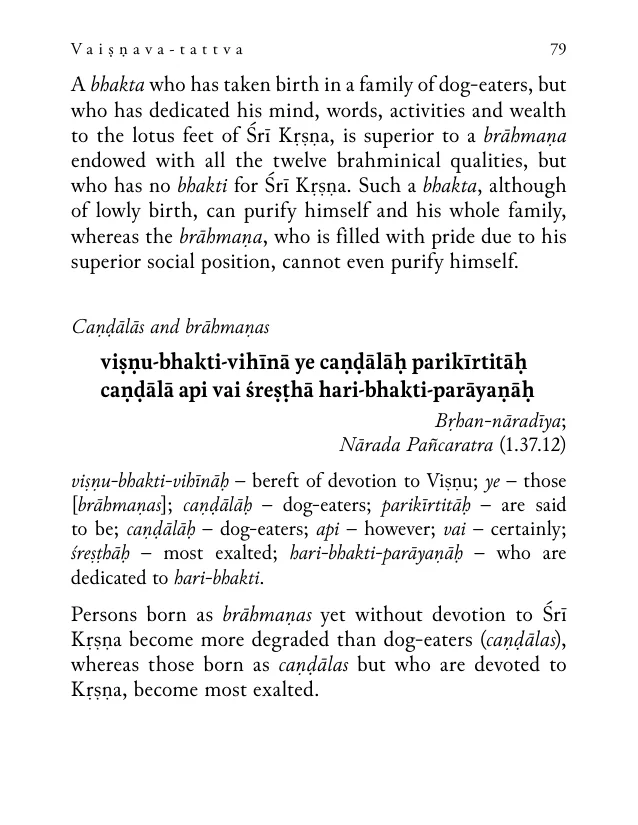 Vaiṣṇava-tattva 79
A bhakta who has taken birth in a family of dog-eaters, but
who has dedicated his mind, words, activities and wealth
to the lotus feet of Śrī Kṛṣṇa, is superior to a brāhmaṇa
endowed with all the twelve brahminical qualities, but
who has no bhakti for Śrī Kṛṣṇa. Such a bhakta, although
of lowly birth, can purify himself and his whole family,
whereas the brāhmaṇa, who is filled with pride due to his
superior social position, cannot even purify himself.
Caṇḍālās and brāhmaṇas
viṣṇu-bhakti-vihīnā ye caṇḍālāḥ parikīrtitāḥ
caṇḍālā api vai śreṣṭhā hari-bhakti-parāyaṇāḥ
Bṛhan-nāradīya;
Nārada Pañcaratra (1.37.12)
viṣṇu-bhakti-vihīnāḥ – bereft of devotion to Viṣṇu; ye – those
[brāhmaṇas]; caṇḍālāḥ – dog-eaters; parikīrtitāḥ – are said
to be; caṇḍālāḥ – dog-eaters; api – however; vai – certainly;
śreṣṭhāḥ – most exalted; hari-bhakti-parāyaṇāḥ – who are
dedicated to hari-bhakti.
Persons born as brāhmaṇas yet without devotion to Śrī
Kṛṣṇa become more degraded than dog-eaters (caṇḍālas),
whereas those born as caṇḍālas but who are devoted to
Kṛṣṇa, become most exalted.